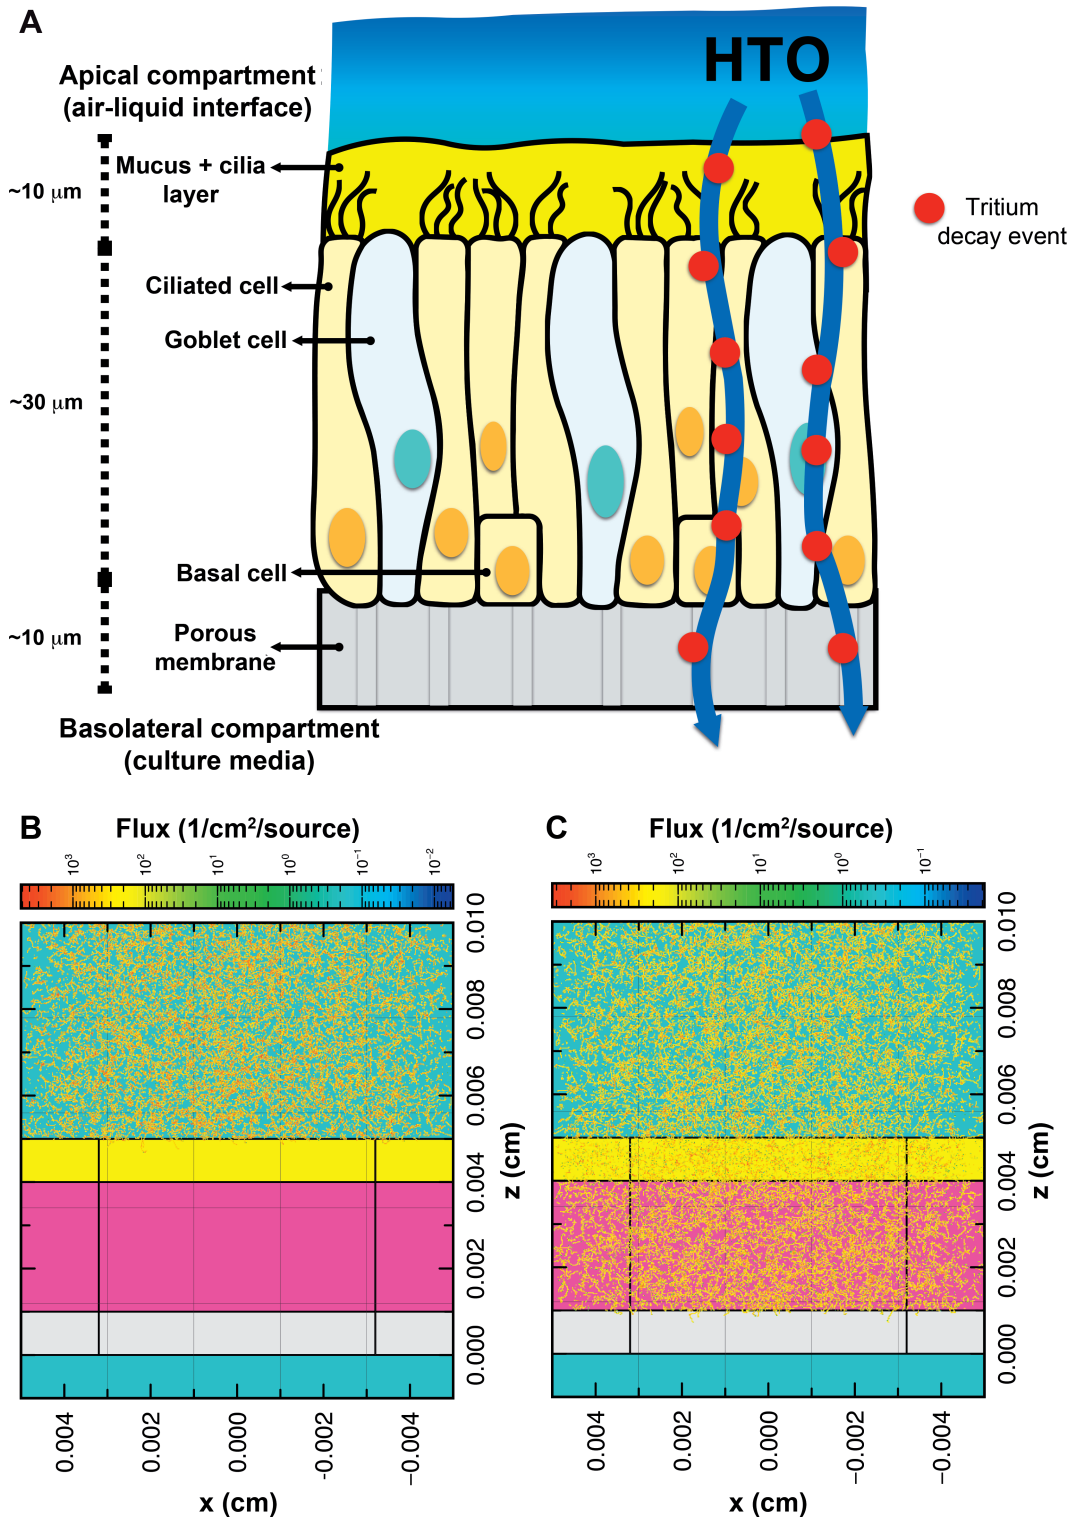 A
HTO
Apical compartment
(air-liquid interface)
Mucus + cilia
layer
~10 μm
Tritium
decay event
Ciliated cell
Goblet cell
~30 μm
Basal cell
Porous
membrane
~10 μm
Basolateral compartment
(culture media)
B
Flux (1/cm²/source)
10³ 10² 10¹ 10⁰ 10⁻¹ 10⁻²
0.010
0.008
0.006
0.004
0.002
0.000
z (cm)
0.004 0.002 0.000 -0.002 −0.004
x (cm)
C
Flux (1/cm²/source)
10³ 10² 10¹ 10⁰ 10⁻¹
0.010
0.008
0.006
0.004
0.002
0.000
z (cm)
0.004 0.002 0.000 −0.002 −0.004
x (cm)